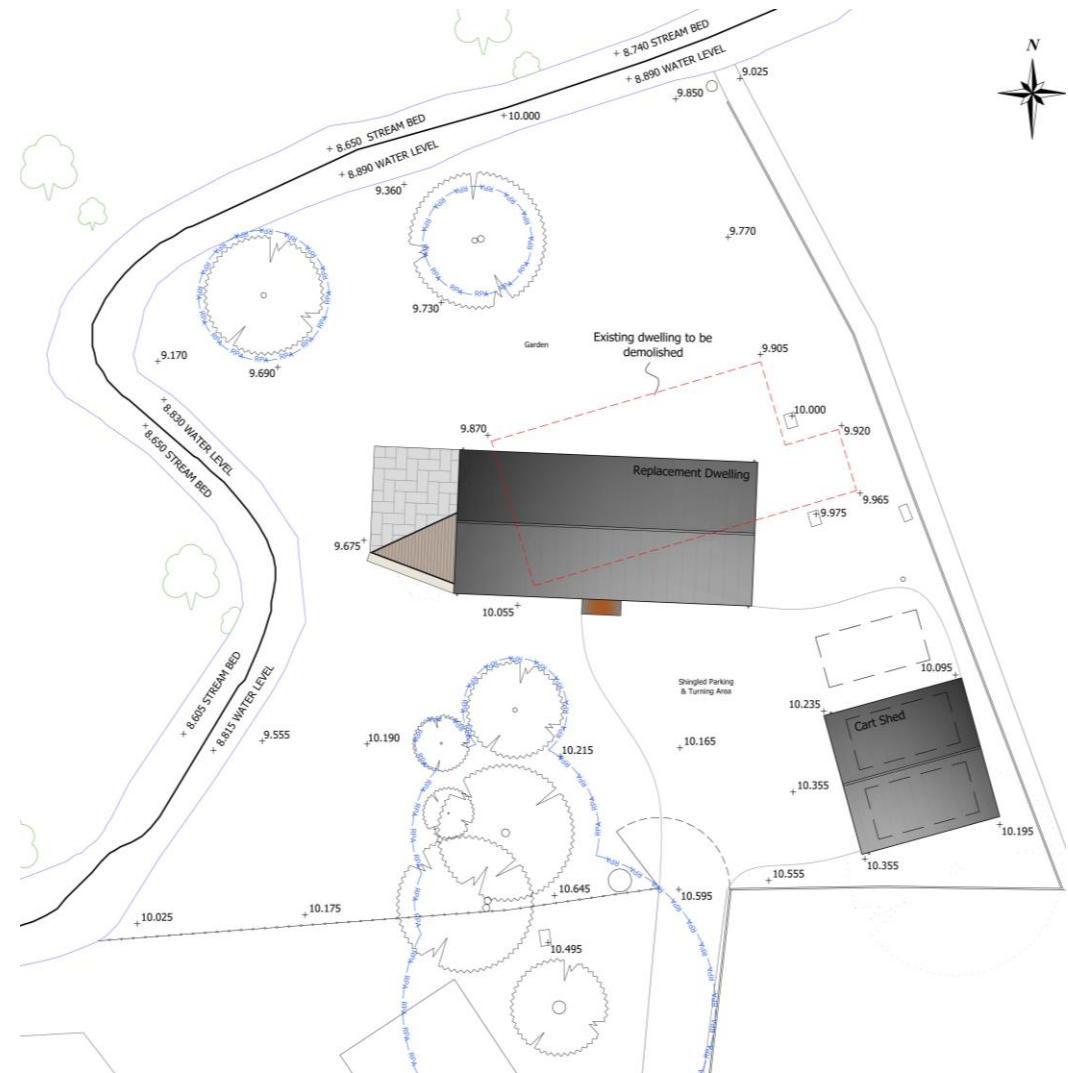 8.740 STREAM BED
N
8.890 WATER LEVEL
9.025
9.850
10.000
8.650 STREAM BED
8.890 WATER LEVEL
9.360
RPA
RPA
9.770
9.730
Garden
Existing dwelling to be
demolished
9.905
9.170
9.690
8.830 WATER LEVEL
8.650 STREAM BED
10.000
9.870
9.920
Replacement Dwelling
9.965
9.975
9.675
10.055
8.605 STREAM BED
8.815 WATER LEVEL
Shingled Parking
& Turning Area
10.095
10.235
Cart Shed
9.555
10.190
10.215
10.165
10.355
10.195
10.355
10.555
10.595
10.645
10.175
10.025
10.495
RPA
RPA